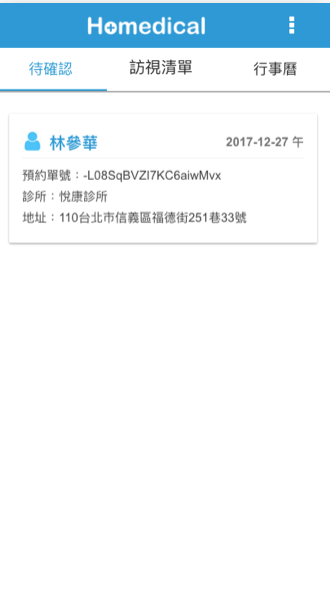 Homedical
待確認 訪視清單 行事曆
林參華 2017-12-27 午
預約單號：-L08SqBVZI7KC6aiwMvx
診所：悅康診所
地址：110台北市信義區福德街251巷33號